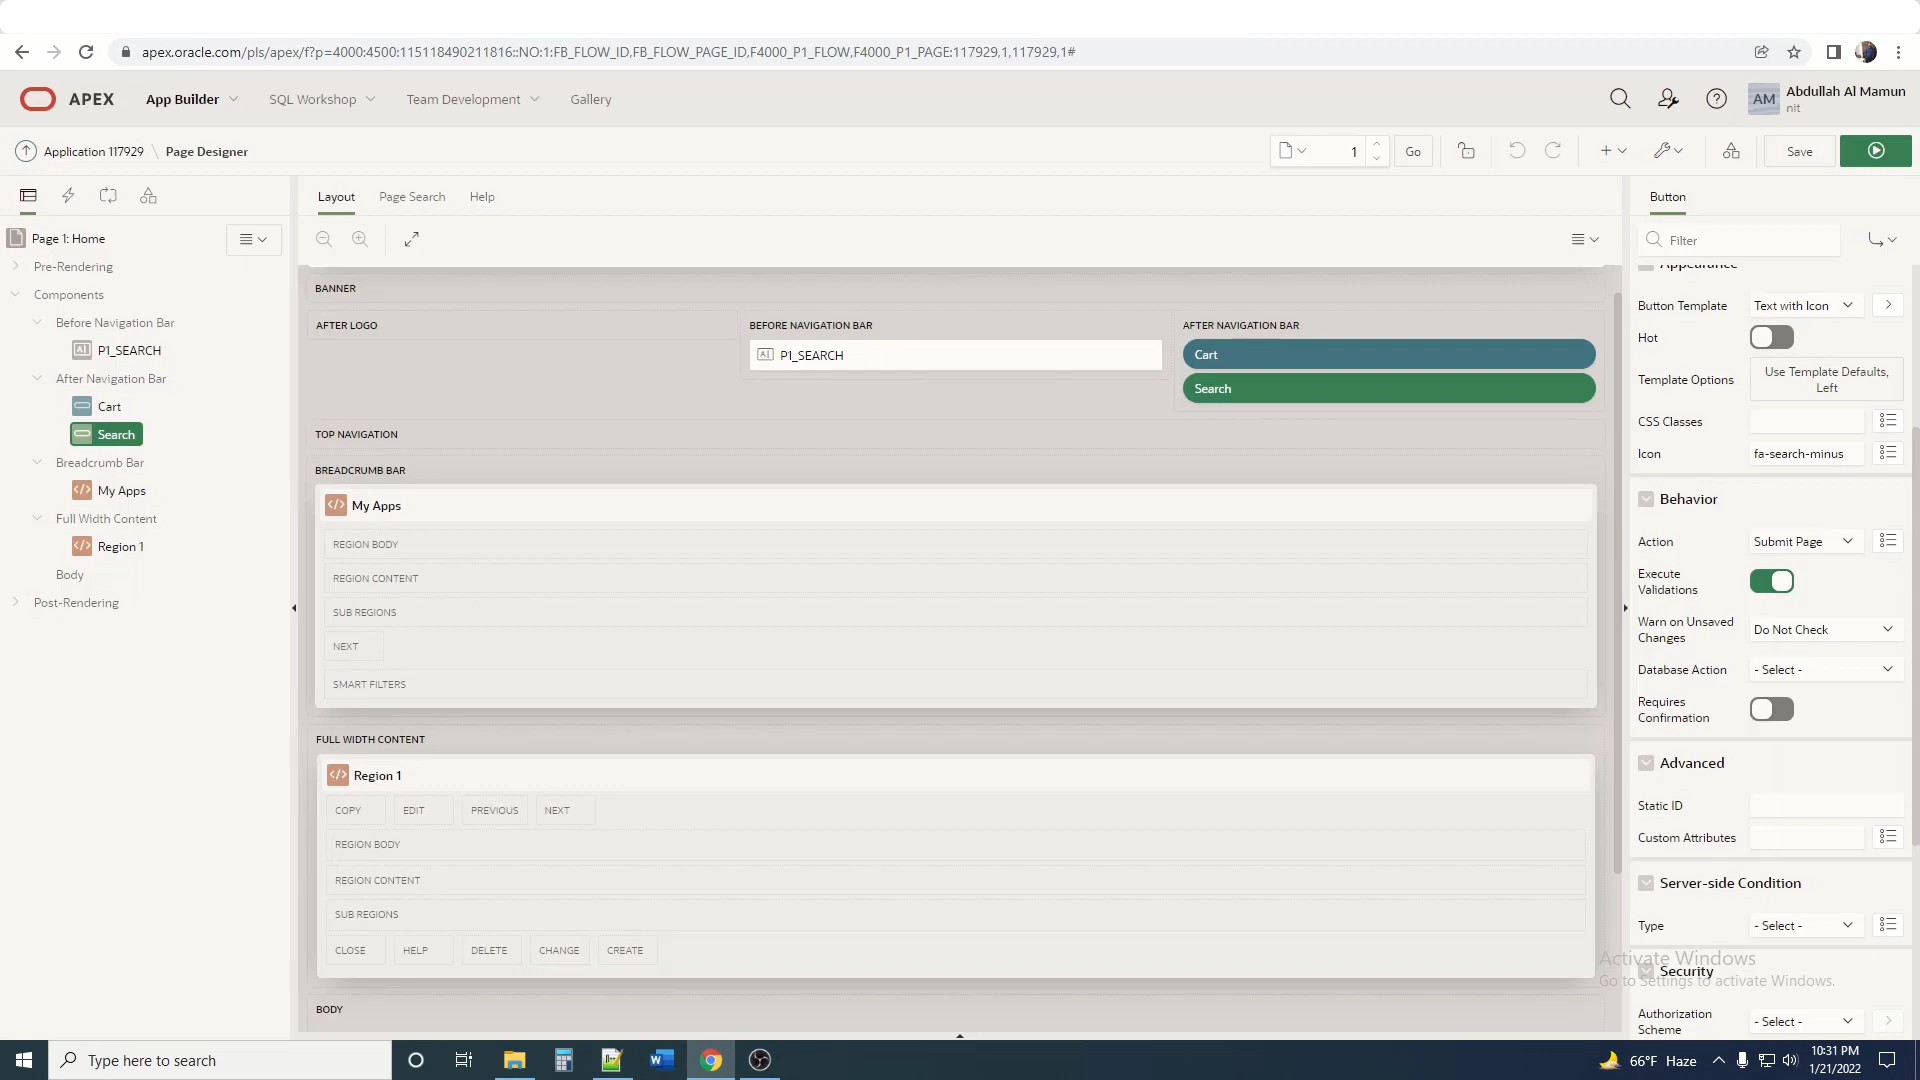 apex.oracle.com/pls/apex/f?p=4000:4500:115118490211816::NO:1:FB_FLOW_ID,FB_FLOW_PAGE_ID,F4000_P1_FLOW,F4000_P1_PAGE:117929,1,117929,1#
APEX App Builder SQL Workshop Team Development Gallery
AM Abdullah Al Mamun
nit
Application 117929 \ Page Designer 1 Go Save
Layout Page Search Help Button
Page 1: Home Filter
Pre-Rendering
Components
Before Navigation Bar
P1_SEARCH
After Navigation Bar
Cart
Search
Breadcrumb Bar
My Apps
Full Width Content
Region 1
Body
Post-Rendering
BANNER
AFTER LOGO
BEFORE NAVIGATION BAR
P1_SEARCH
AFTER NAVIGATION BAR
Cart
Search
TOP NAVIGATION
BREADCRUMB BAR
My Apps
REGION BODY
REGION CONTENT
SUB REGIONS
NEXT
SMART FILTERS
FULL WIDTH CONTENT
Region 1
COPY EDIT PREVIOUS NEXT
REGION BODY
REGION CONTENT
SUB REGIONS
CLOSE HELP DELETE CHANGE CREATE
BODY
Appearance
Button Template Text with Icon
Hot
Template Options Use Template Defaults, Left
CSS Classes
Icon fa-search-minus
Behavior
Action Submit Page
Execute Validations
Warn on Unsaved Changes Do Not Check
Database Action - Select -
Requires Confirmation
Advanced
Static ID
Custom Attributes
Server-side Condition
Type - Select -
Activate Windows
Security
Go to Settings to activate Windows.
Authorization Scheme - Select -
Type here to search
66°F Haze
10:31 PM
1/21/2022